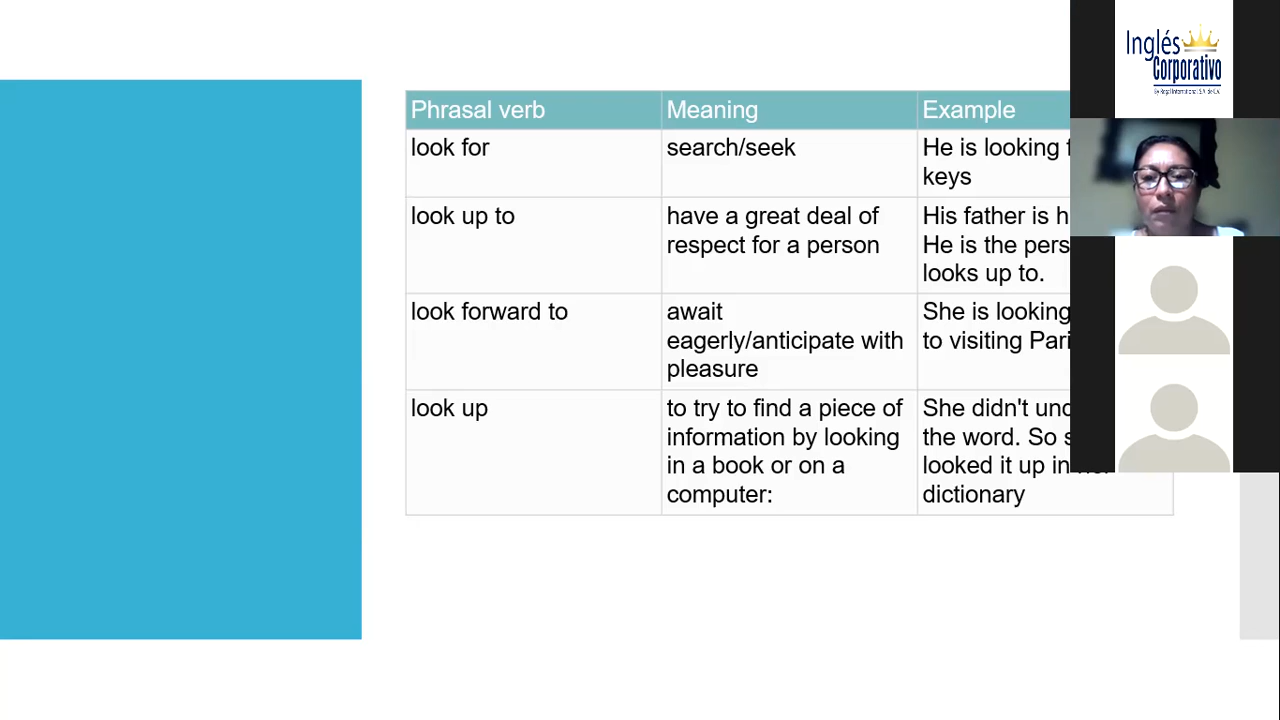 Inglés
Corporativo
Phrasal verb Meaning Example
look for search/seek He is looking
keys
look up to have a great deal of His father is
respect for a person He is the
looks up to.
look forward to await She is looking
eagerly/anticipate with to visiting
pleasure
look up to try to find a piece of She didn't
information by looking the word. So
in a book or on a looked it up in
computer: dictionary